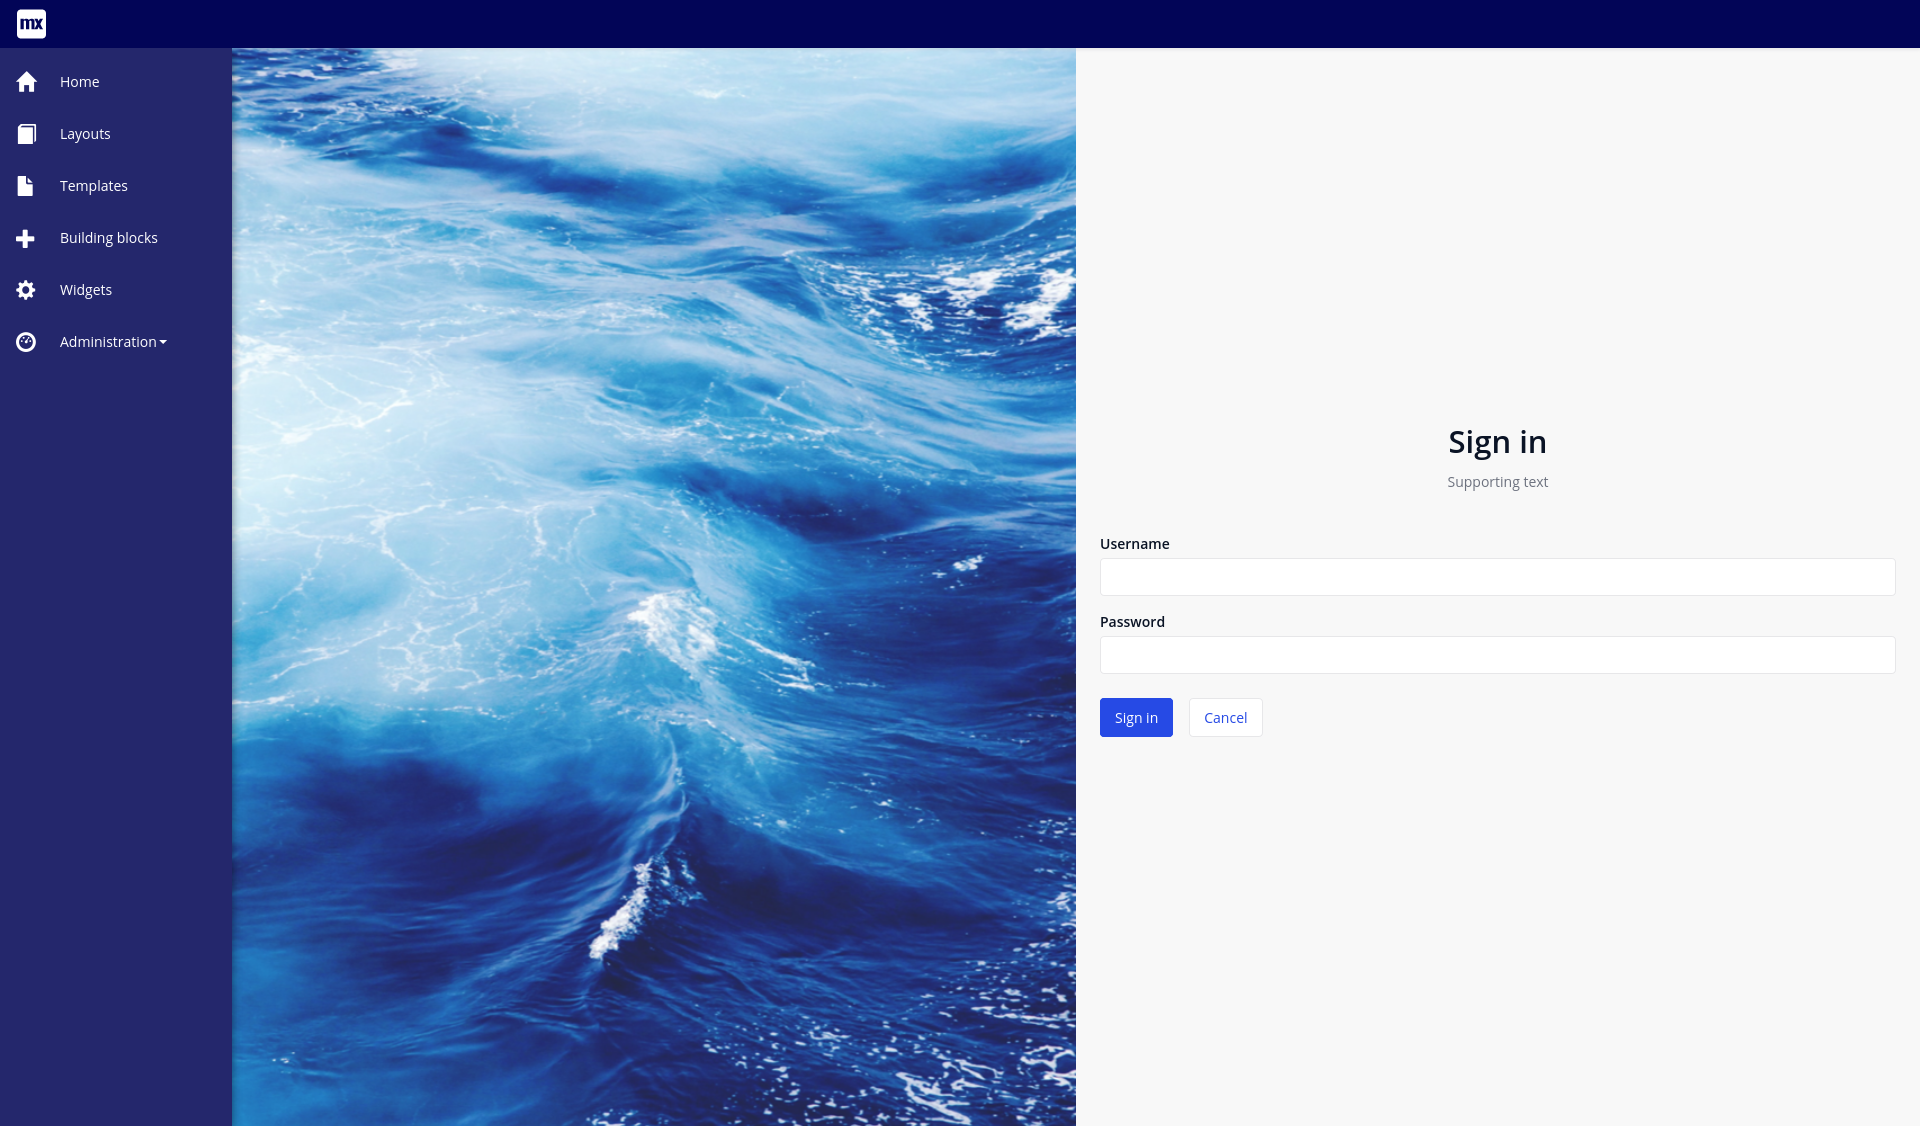 mx
Home
Layouts
Templates
Building blocks
Widgets
Administration
Sign in
Supporting text
Username
Password
Sign in
Cancel